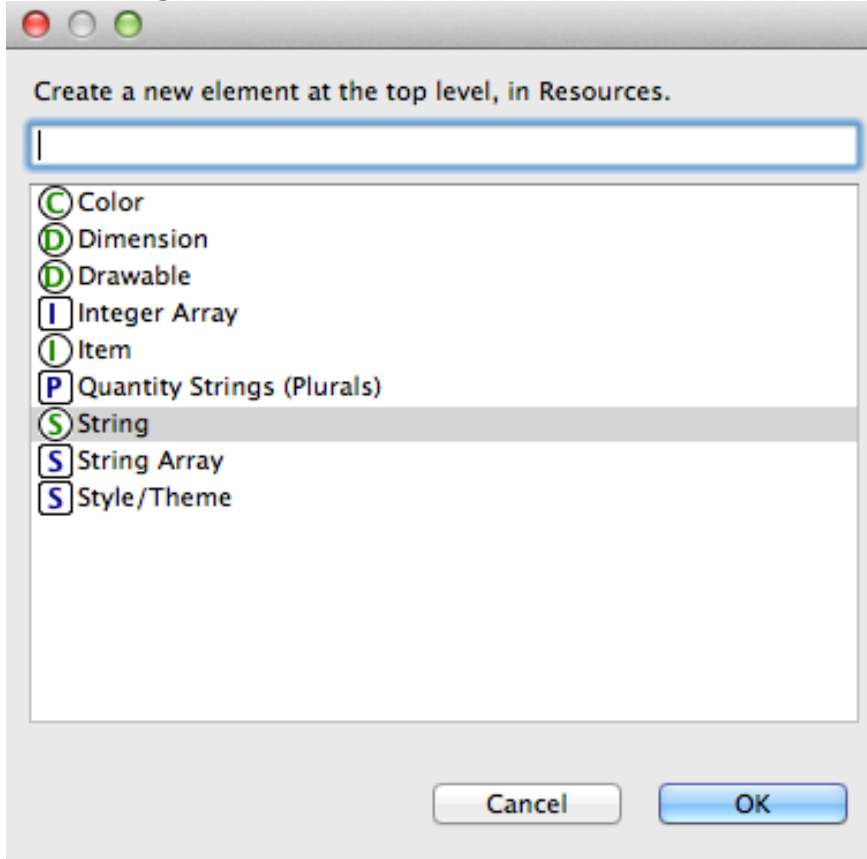 Create a new element at the top level, in Resources.
C Color
D Dimension
D Drawable
I Integer Array
I Item
P Quantity Strings (Plurals)
S String
S String Array
S Style/Theme
Cancel OK